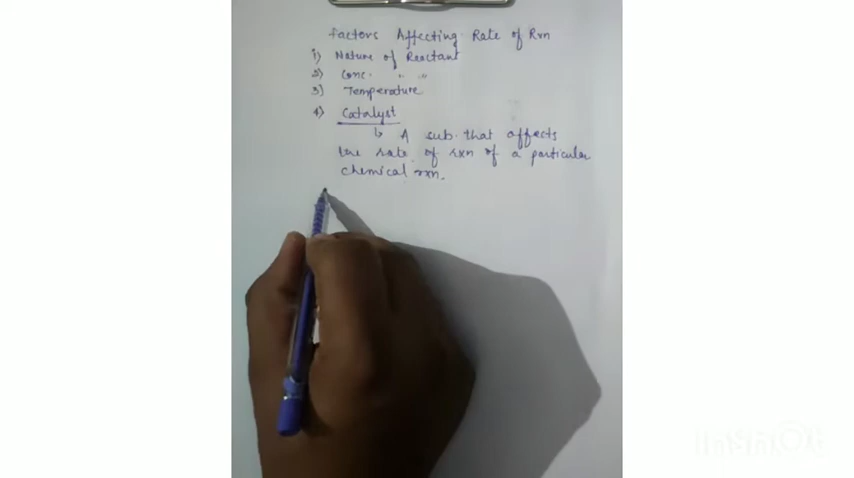 Factors Affecting Rate of Rxn
1) Nature of Reactant
2) Conc. " "
3) Temperature
4) Catalyst
↳ A sub. that affects
the rate of rxn of a particular
chemical rxn.